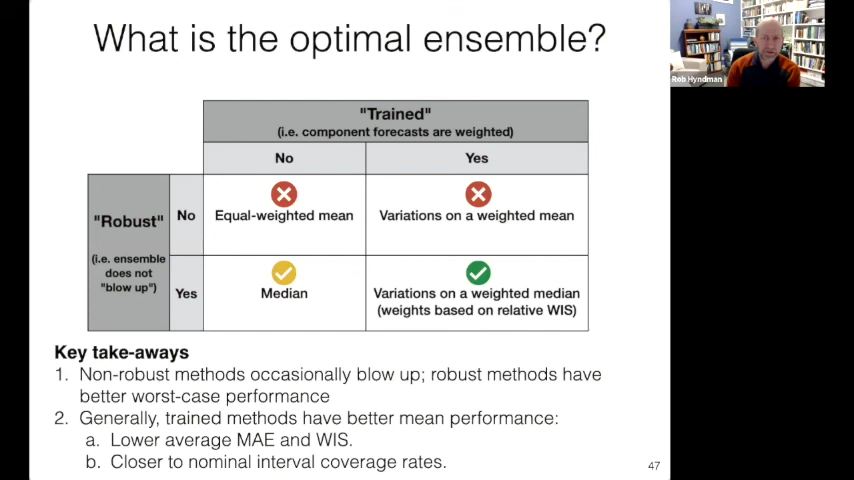 What is the optimal ensemble?
Rob Hyndman
"Trained"
(i.e. component forecasts are weighted)
No
Yes
"Robust"
(i.e. ensemble
does not
"blow up")
No
Equal-weighted mean
Variations on a weighted mean
Yes
Median
Variations on a weighted median
(weights based on relative WIS)
Key take-aways
1. Non-robust methods occasionally blow up; robust methods have
better worst-case performance
2. Generally, trained methods have better mean performance:
a. Lower average MAE and WIS.
b. Closer to nominal interval coverage rates.
47